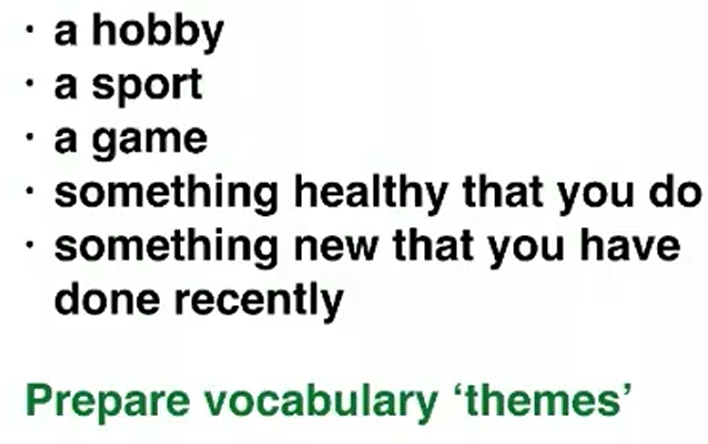 · a hobby
· a sport
· a game
· something healthy that you do
· something new that you have
done recently
Prepare vocabulary ‘themes’